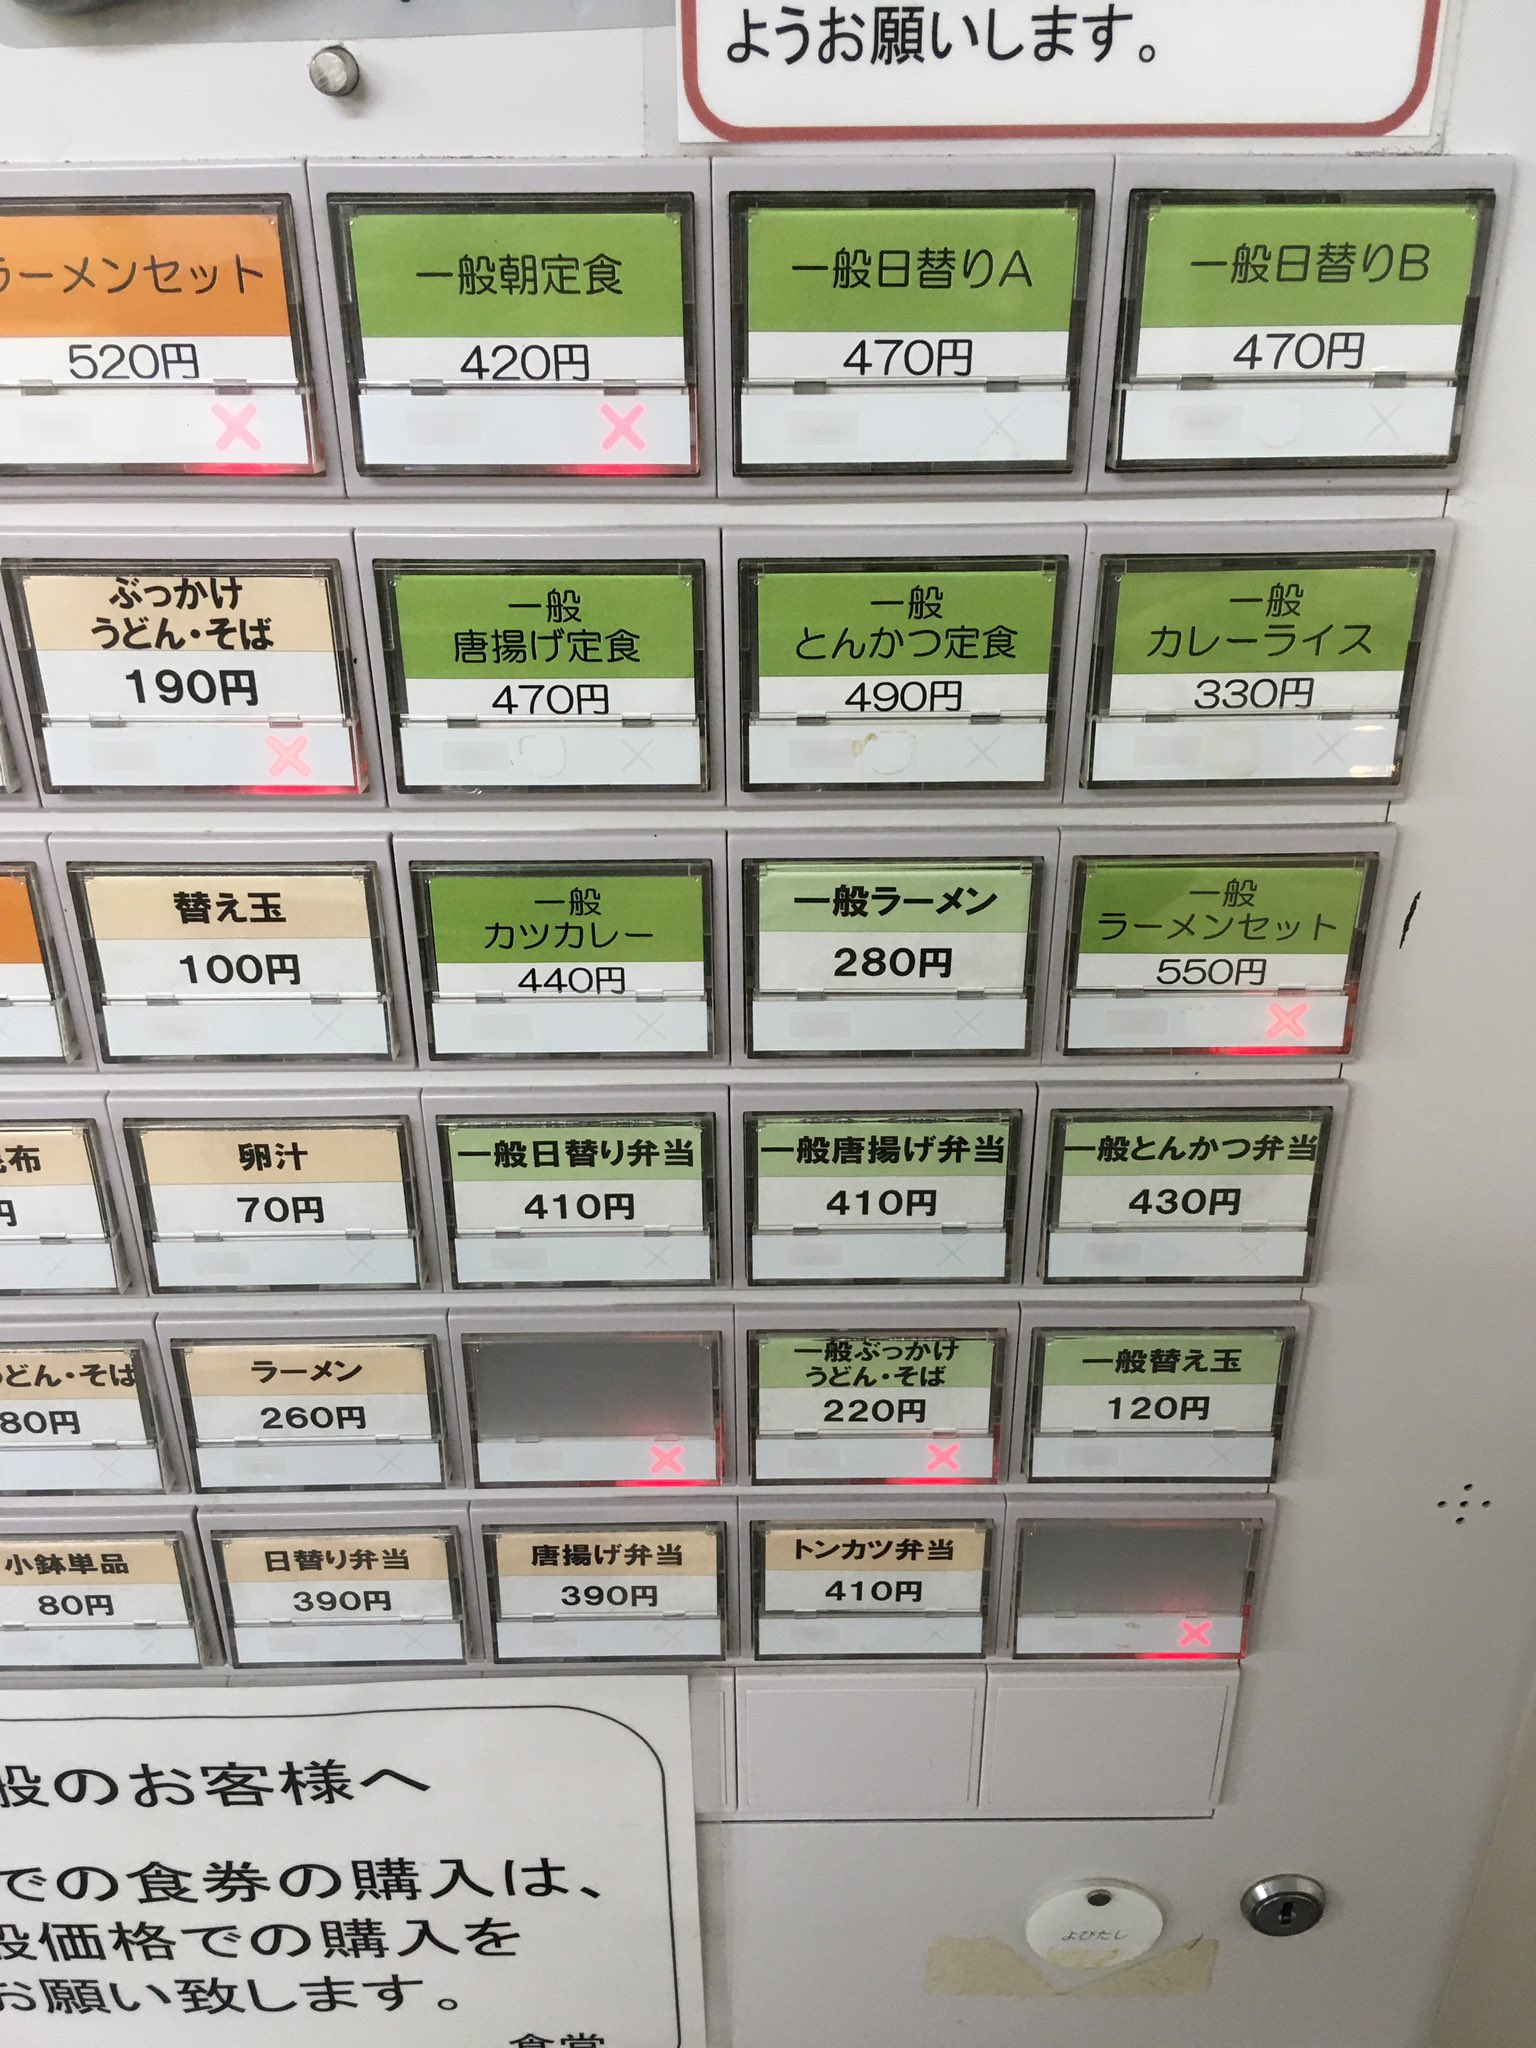 ようお願いします。
ラーメンセット
520円
一般朝定食
420円
一般日替りA
470円
一般日替りB
470円
ぶっかけ
うどん・そば
190円
一般
唐揚げ定食
470円
一般
とんかつ定食
490円
一般
カレーライス
330円
替え玉
100円
一般
カツカレー
440円
一般ラーメン
280円
一般
ラーメンセット
550円
布
円
卵汁
70円
一般日替り弁当
410円
一般唐揚げ弁当
410円
一般とんかつ弁当
430円
どん・そば
80円
ラーメン
260円
一般ぶっかけ
うどん・そば
220円
一般替え玉
120円
小鉢単品
80円
日替り弁当
390円
唐揚げ弁当
390円
トンカツ弁当
410円
般のお客様へ
での食券の購入は、
般価格での購入を
お願い致します。
食堂
よびだし